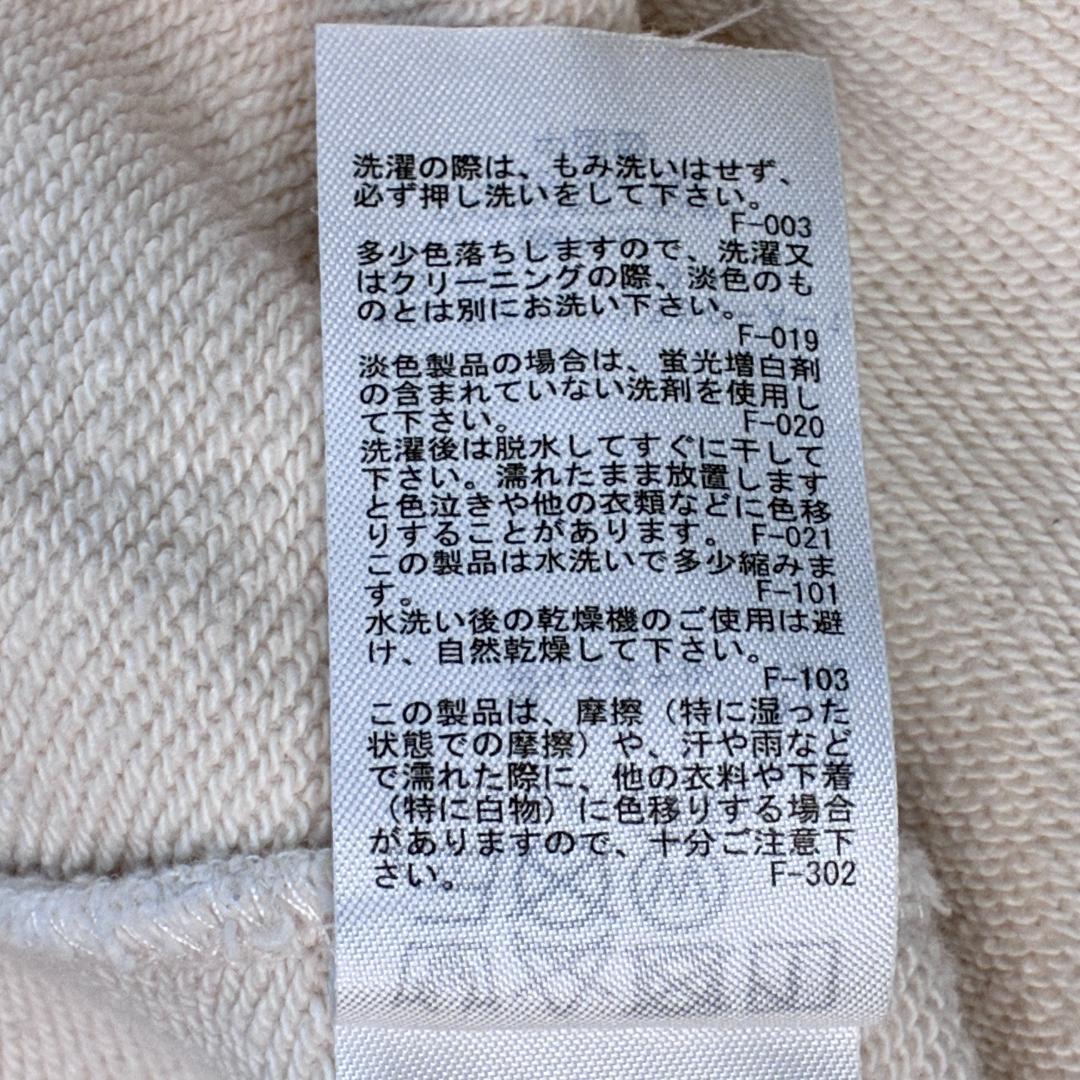 洗濯の際は、もみ洗いはせず、
必ず押し洗いをして下さい。
F-003
多少色落ちしますので、洗濯又
はクリーニングの際、淡色のも
のとは別にお洗い下さい。
F-019
淡色製品の場合は、蛍光増白剤
の含まれていない洗剤を使用し
て下さい。 F-020
洗濯後は脱水してすぐに干して
下さい。濡れたまま放置します
と色泣きや他の衣類などに色移
りすることがあります。 F-021
この製品は水洗いで多少縮みま
す。 F-101
水洗い後の乾燥機のご使用は避
け、自然乾燥して下さい。
F-103
この製品は、摩擦（特に湿った
状態での摩擦）や、汗や雨など
で濡れた際に、他の衣料や下着
（特に白物）に色移りする場合
がありますので、十分ご注意下
さい。 F-302